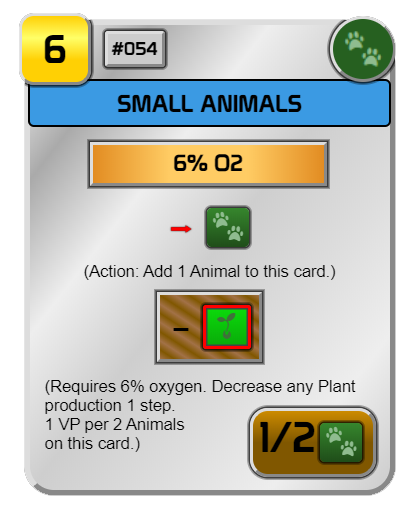 6
#054
SMALL ANIMALS
6% O2
(Action: Add 1 Animal to this card.)
-
(Requires 6% oxygen. Decrease any Plant
production 1 step.
1 VP per 2 Animals
on this card.)
1/2